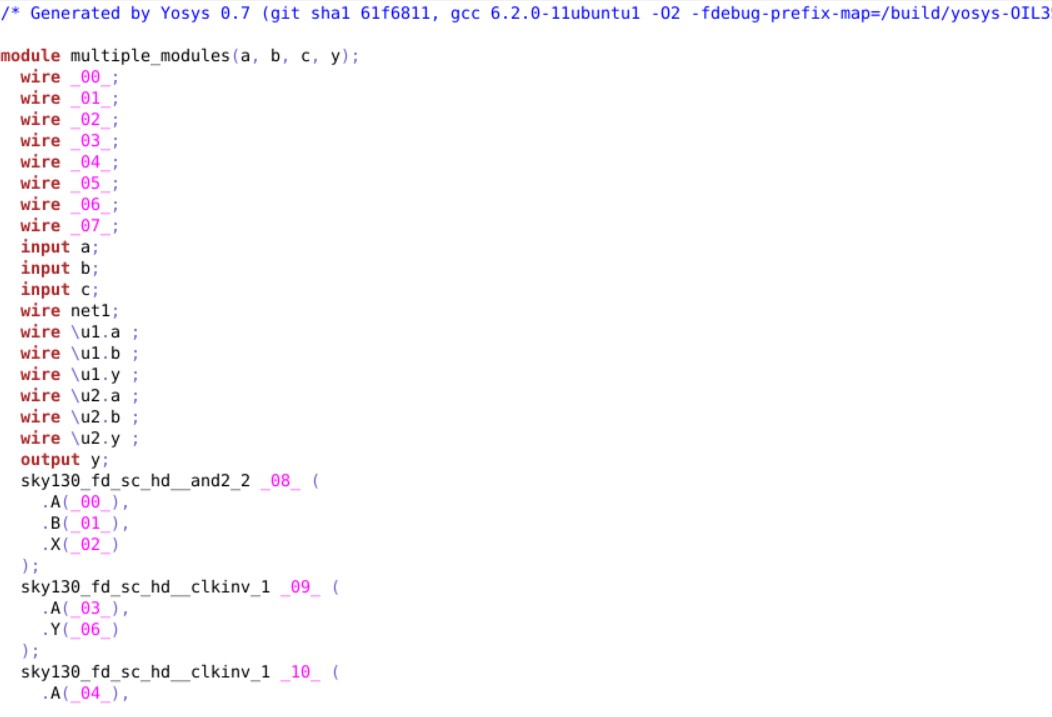 /* Generated by Yosys 0.7 (git sha1 61f6811, gcc 6.2.0-11ubuntu1 -O2 -fdebug-prefix-map=/build/yosys-OIL3
module multiple_modules(a, b, c, y);
  wire _00_;
  wire _01_;
  wire _02_;
  wire _03_;
  wire _04_;
  wire _05_;
  wire _06_;
  wire _07_;
  input a;
  input b;
  input c;
  wire net1;
  wire \u1.a ;
  wire \u1.b ;
  wire \u1.y ;
  wire \u2.a ;
  wire \u2.b ;
  wire \u2.y ;
  output y;
  sky130_fd_sc_hd__and2_2 _08_ (
    .A(_00_),
    .B(_01_),
    .X(_02_)
  );
  sky130_fd_sc_hd__clkinv_1 _09_ (
    .A(_03_),
    .Y(_06_)
  );
  sky130_fd_sc_hd__clkinv_1 _10_ (
    .A(_04_),